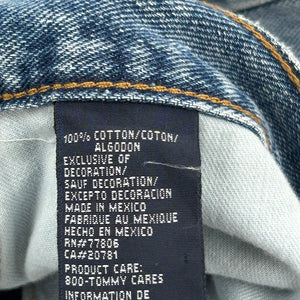 100% COTTON/COTON/
ALGODON
EXCLUSIVE OF
DECORATION/
SAUF DECORATION/
EXCEPTO DECORACION
MADE IN MEXICO
FABRIQUE AU MEXIQUE
HECHO EN MEXICO
RN#77806
CA#20781
PRODUCT CARE:
800-TOMMY CARES
INFORMATION DE